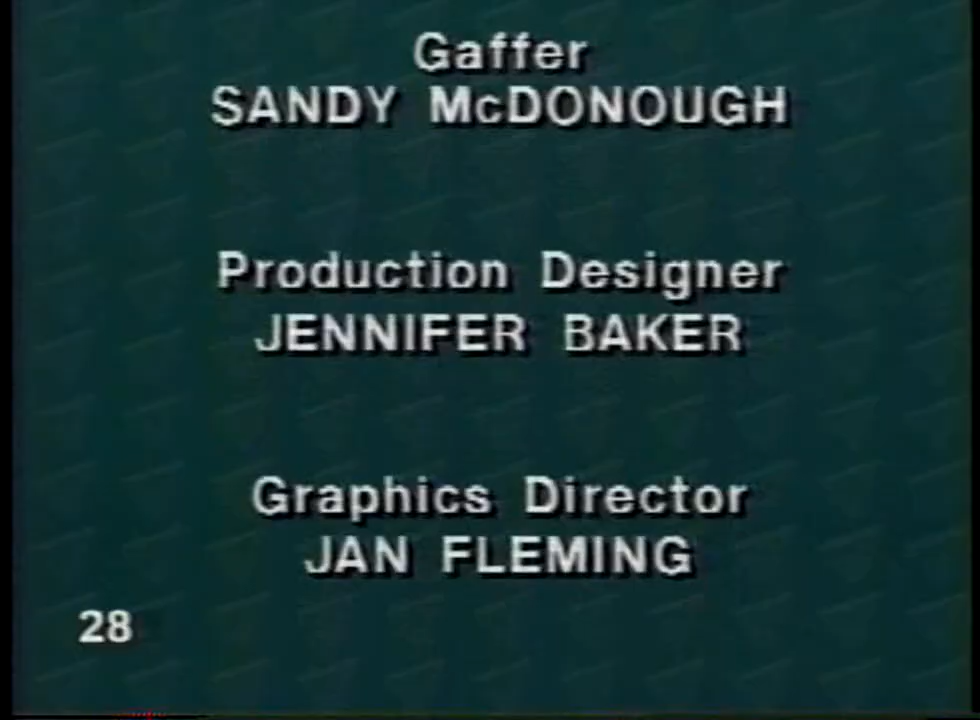 Gaffer
SANDY McDONOUGH
Production Designer
JENNIFER BAKER
Graphics Director
JAN FLEMING
28